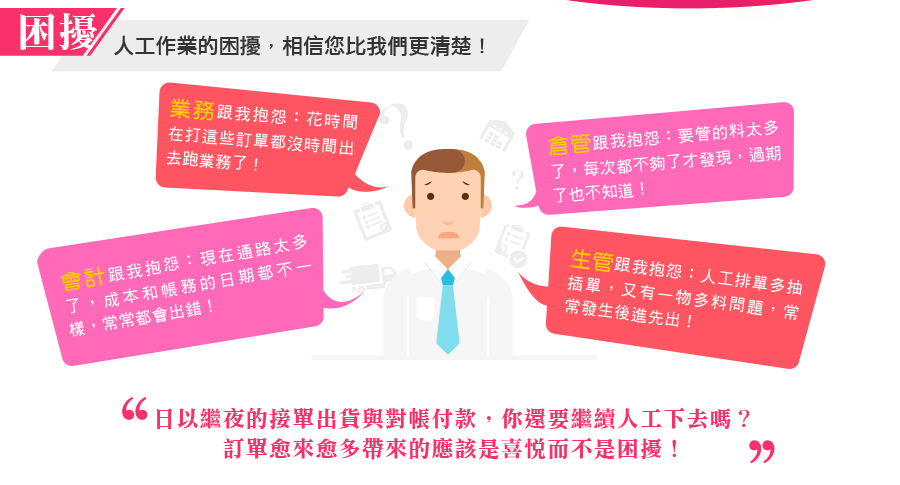 困擾
人工作業的困擾，相信您比我們更清楚！
業務跟我抱怨：花時間
在打這些訂單都沒時間出
去跑業務了！
倉管跟我抱怨：要管的料太多
了，每次都不夠了才發現，過期
了也不知道！
會計跟我抱怨：現在通路太多
了，成本和帳務的日期都不一
樣，常常都會出錯！
生管跟我抱怨：人工排單多抽
插單，又有一物多料問題，常
常發生後進先出！
“日以繼夜的接單出貨與對帳付款，你還要繼續人工下去嗎？
訂單愈來愈多帶來的應該是喜悅而不是困擾！”